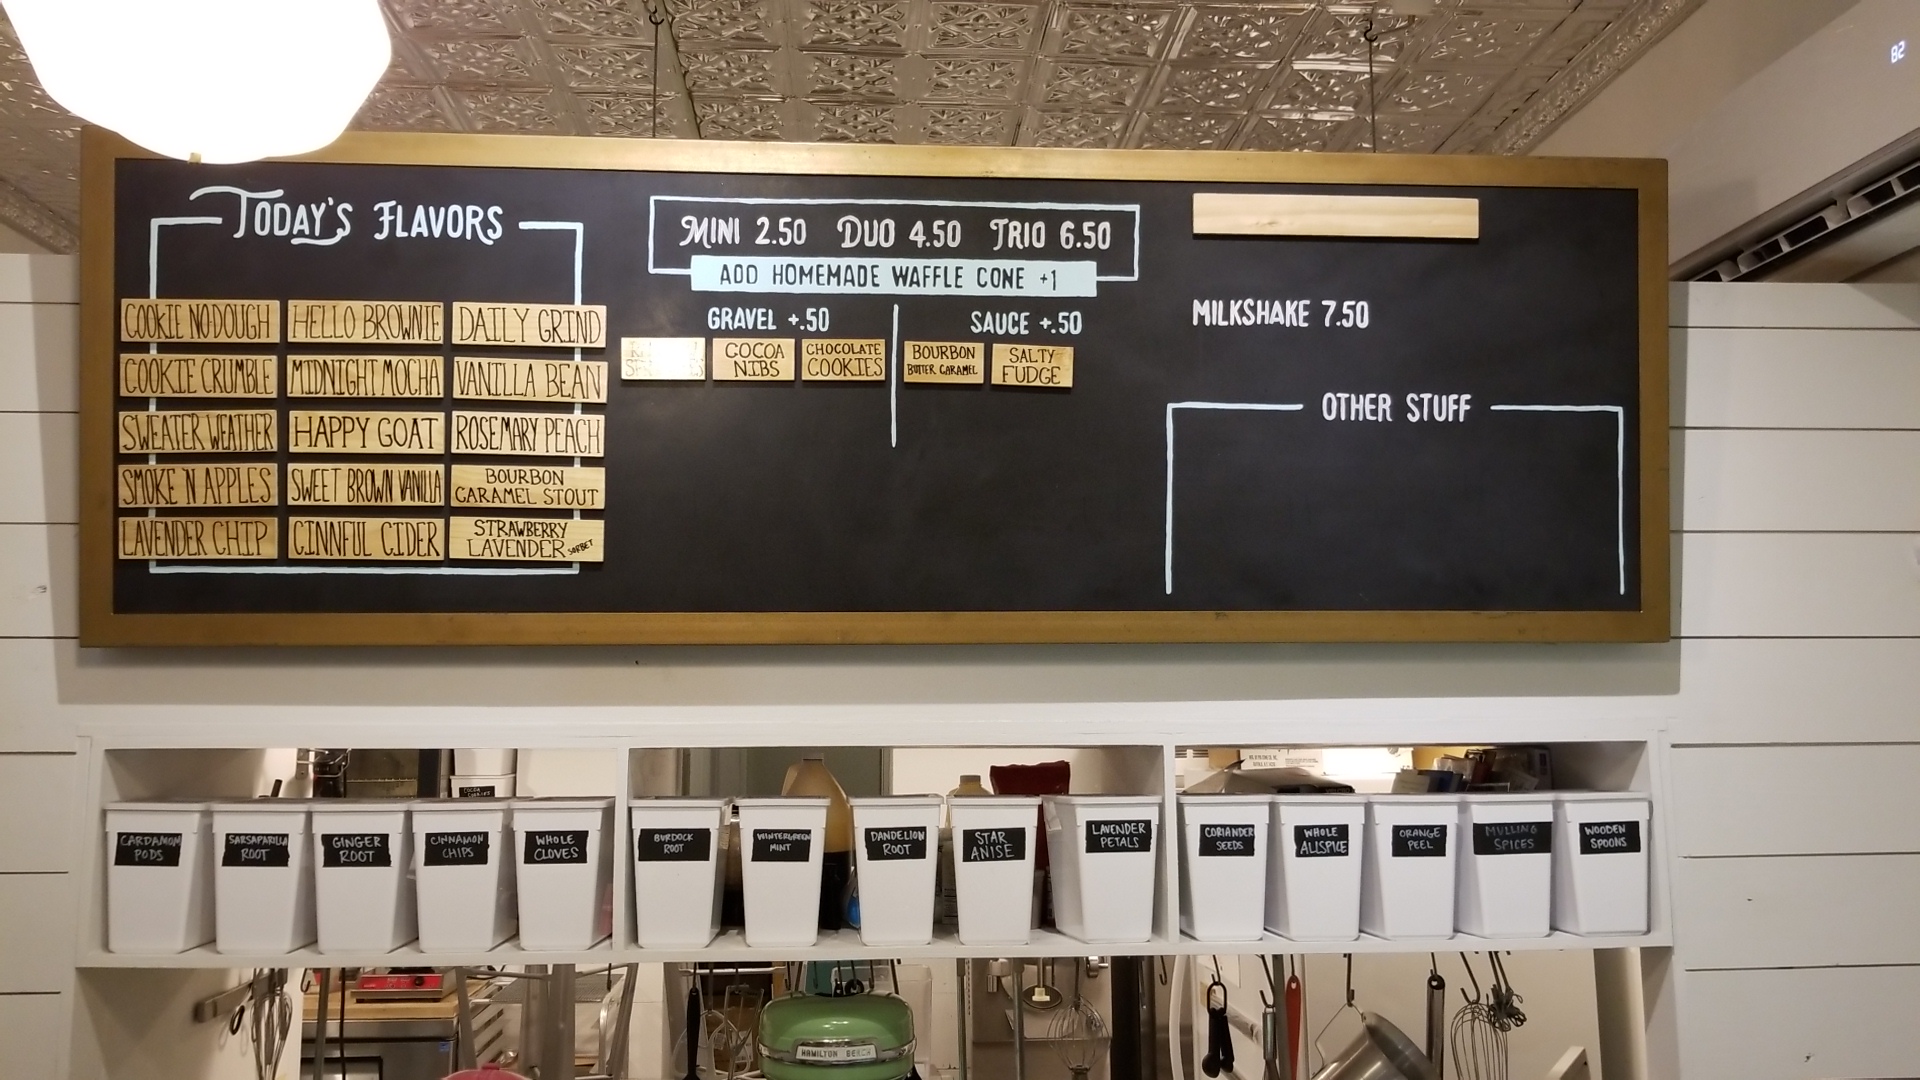 TODAY'S FLAVORS
COOKIE NO DOUGH
HELLO BROWNIE
DAILY GRIND
COOKIE CRUMBLE
MIDNIGHT MOCHA
VANILLA BEAN
SWEATER WEATHER
HAPPY GOAT
ROSEMARY PEACH
SMOKE 'N APPLES
SWEET BROWN VANILLA
BOURBON
CARAMEL STOUT
LAVENDER CHIP
CINNFUL CIDER
STRAWBERRY
LAVENDER SORBET
MINI 2.50 DUO 4.50 TRIO 6.50
ADD HOMEMADE WAFFLE CONE +1
GRAVEL +.50
COCOA
NIBS
CHOCOLATE
COOKIES
SAUCE +.50
BOURBON
BUTTER CARAMEL
SALTY
FUDGE
MILKSHAKE 7.50
OTHER STUFF
82
CARDAMOM
PODS
SARSAPARILLA
ROOT
GINGER
ROOT
CINNAMON
CHIPS
WHOLE
CLOVES
BURDOCK
ROOT
WINTERGREEN
MINT
DANDELION
ROOT
STAR
ANISE
LAVENDER
PETALS
CORIANDER
SEEDS
WHOLE
ALLSPICE
ORANGE
PEEL
MULLING
SPICES
WOODEN
SPOONS
HAMILTON BEACH